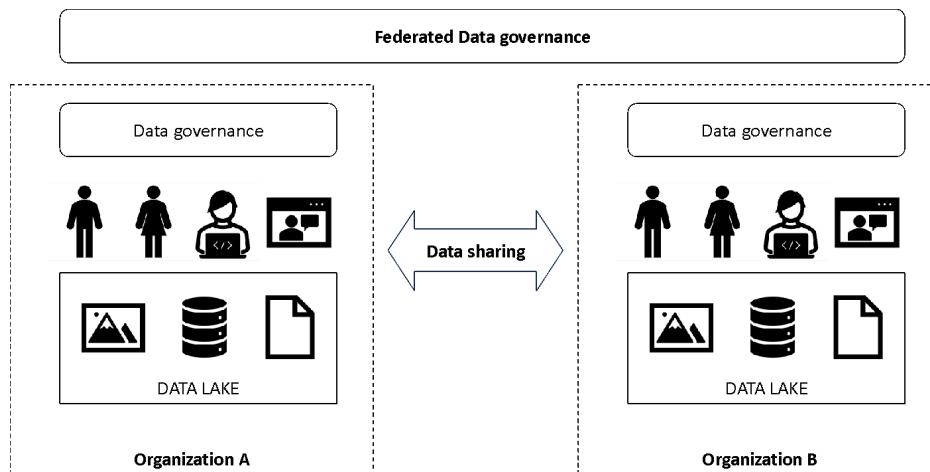 Federated Data governance
Data governance
Data governance
</>
</>
Data sharing
DATA LAKE
DATA LAKE
Organization A
Organization B